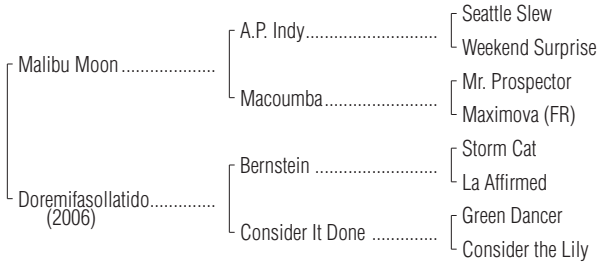 Seattle Slew
A.P. Indy
Weekend Surprise
Malibu Moon
Mr. Prospector
Macoumba
Maximova (FR)
Storm Cat
Bernstein
La Affirmed
Doremifasollatido
(2006)
Green Dancer
Consider It Done
Consider the Lily